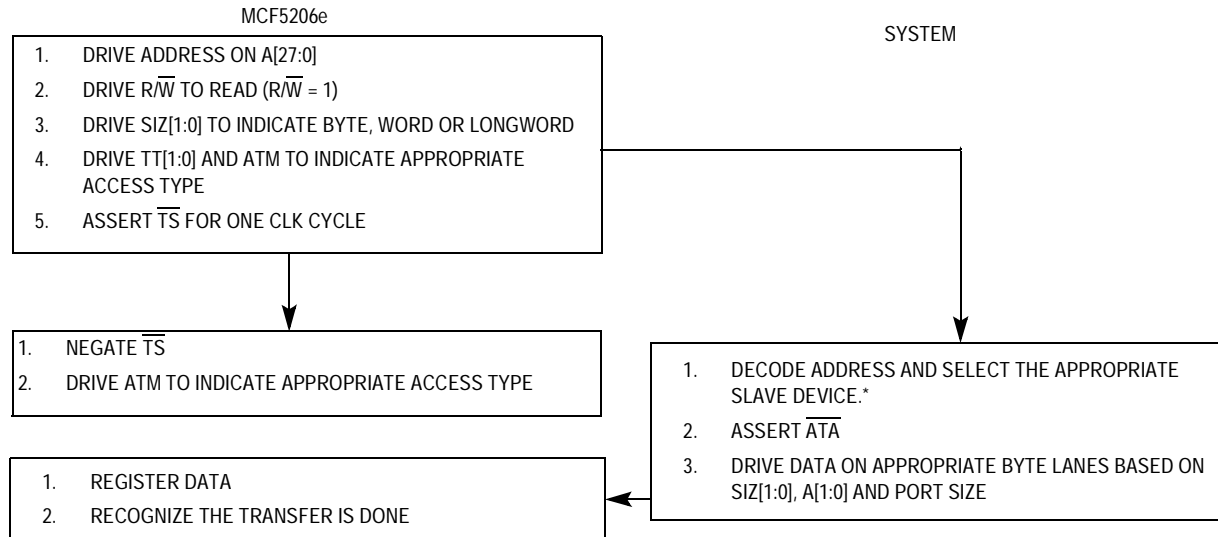 MCF5206e
SYSTEM
1. DRIVE ADDRESS ON A[27:0]
2. DRIVE R/W̅ TO READ (R/W̅ = 1)
3. DRIVE SIZ[1:0] TO INDICATE BYTE, WORD OR LONGWORD
4. DRIVE TT[1:0] AND ATM TO INDICATE APPROPRIATE
ACCESS TYPE
5. ASSERT T̅S̅ FOR ONE CLK CYCLE
1. NEGATE T̅S̅
2. DRIVE ATM TO INDICATE APPROPRIATE ACCESS TYPE
1. DECODE ADDRESS AND SELECT THE APPROPRIATE
SLAVE DEVICE.*
2. ASSERT A̅T̅A̅
3. DRIVE DATA ON APPROPRIATE BYTE LANES BASED ON
SIZ[1:0], A[1:0] AND PORT SIZE
1. REGISTER DATA
2. RECOGNIZE THE TRANSFER IS DONE